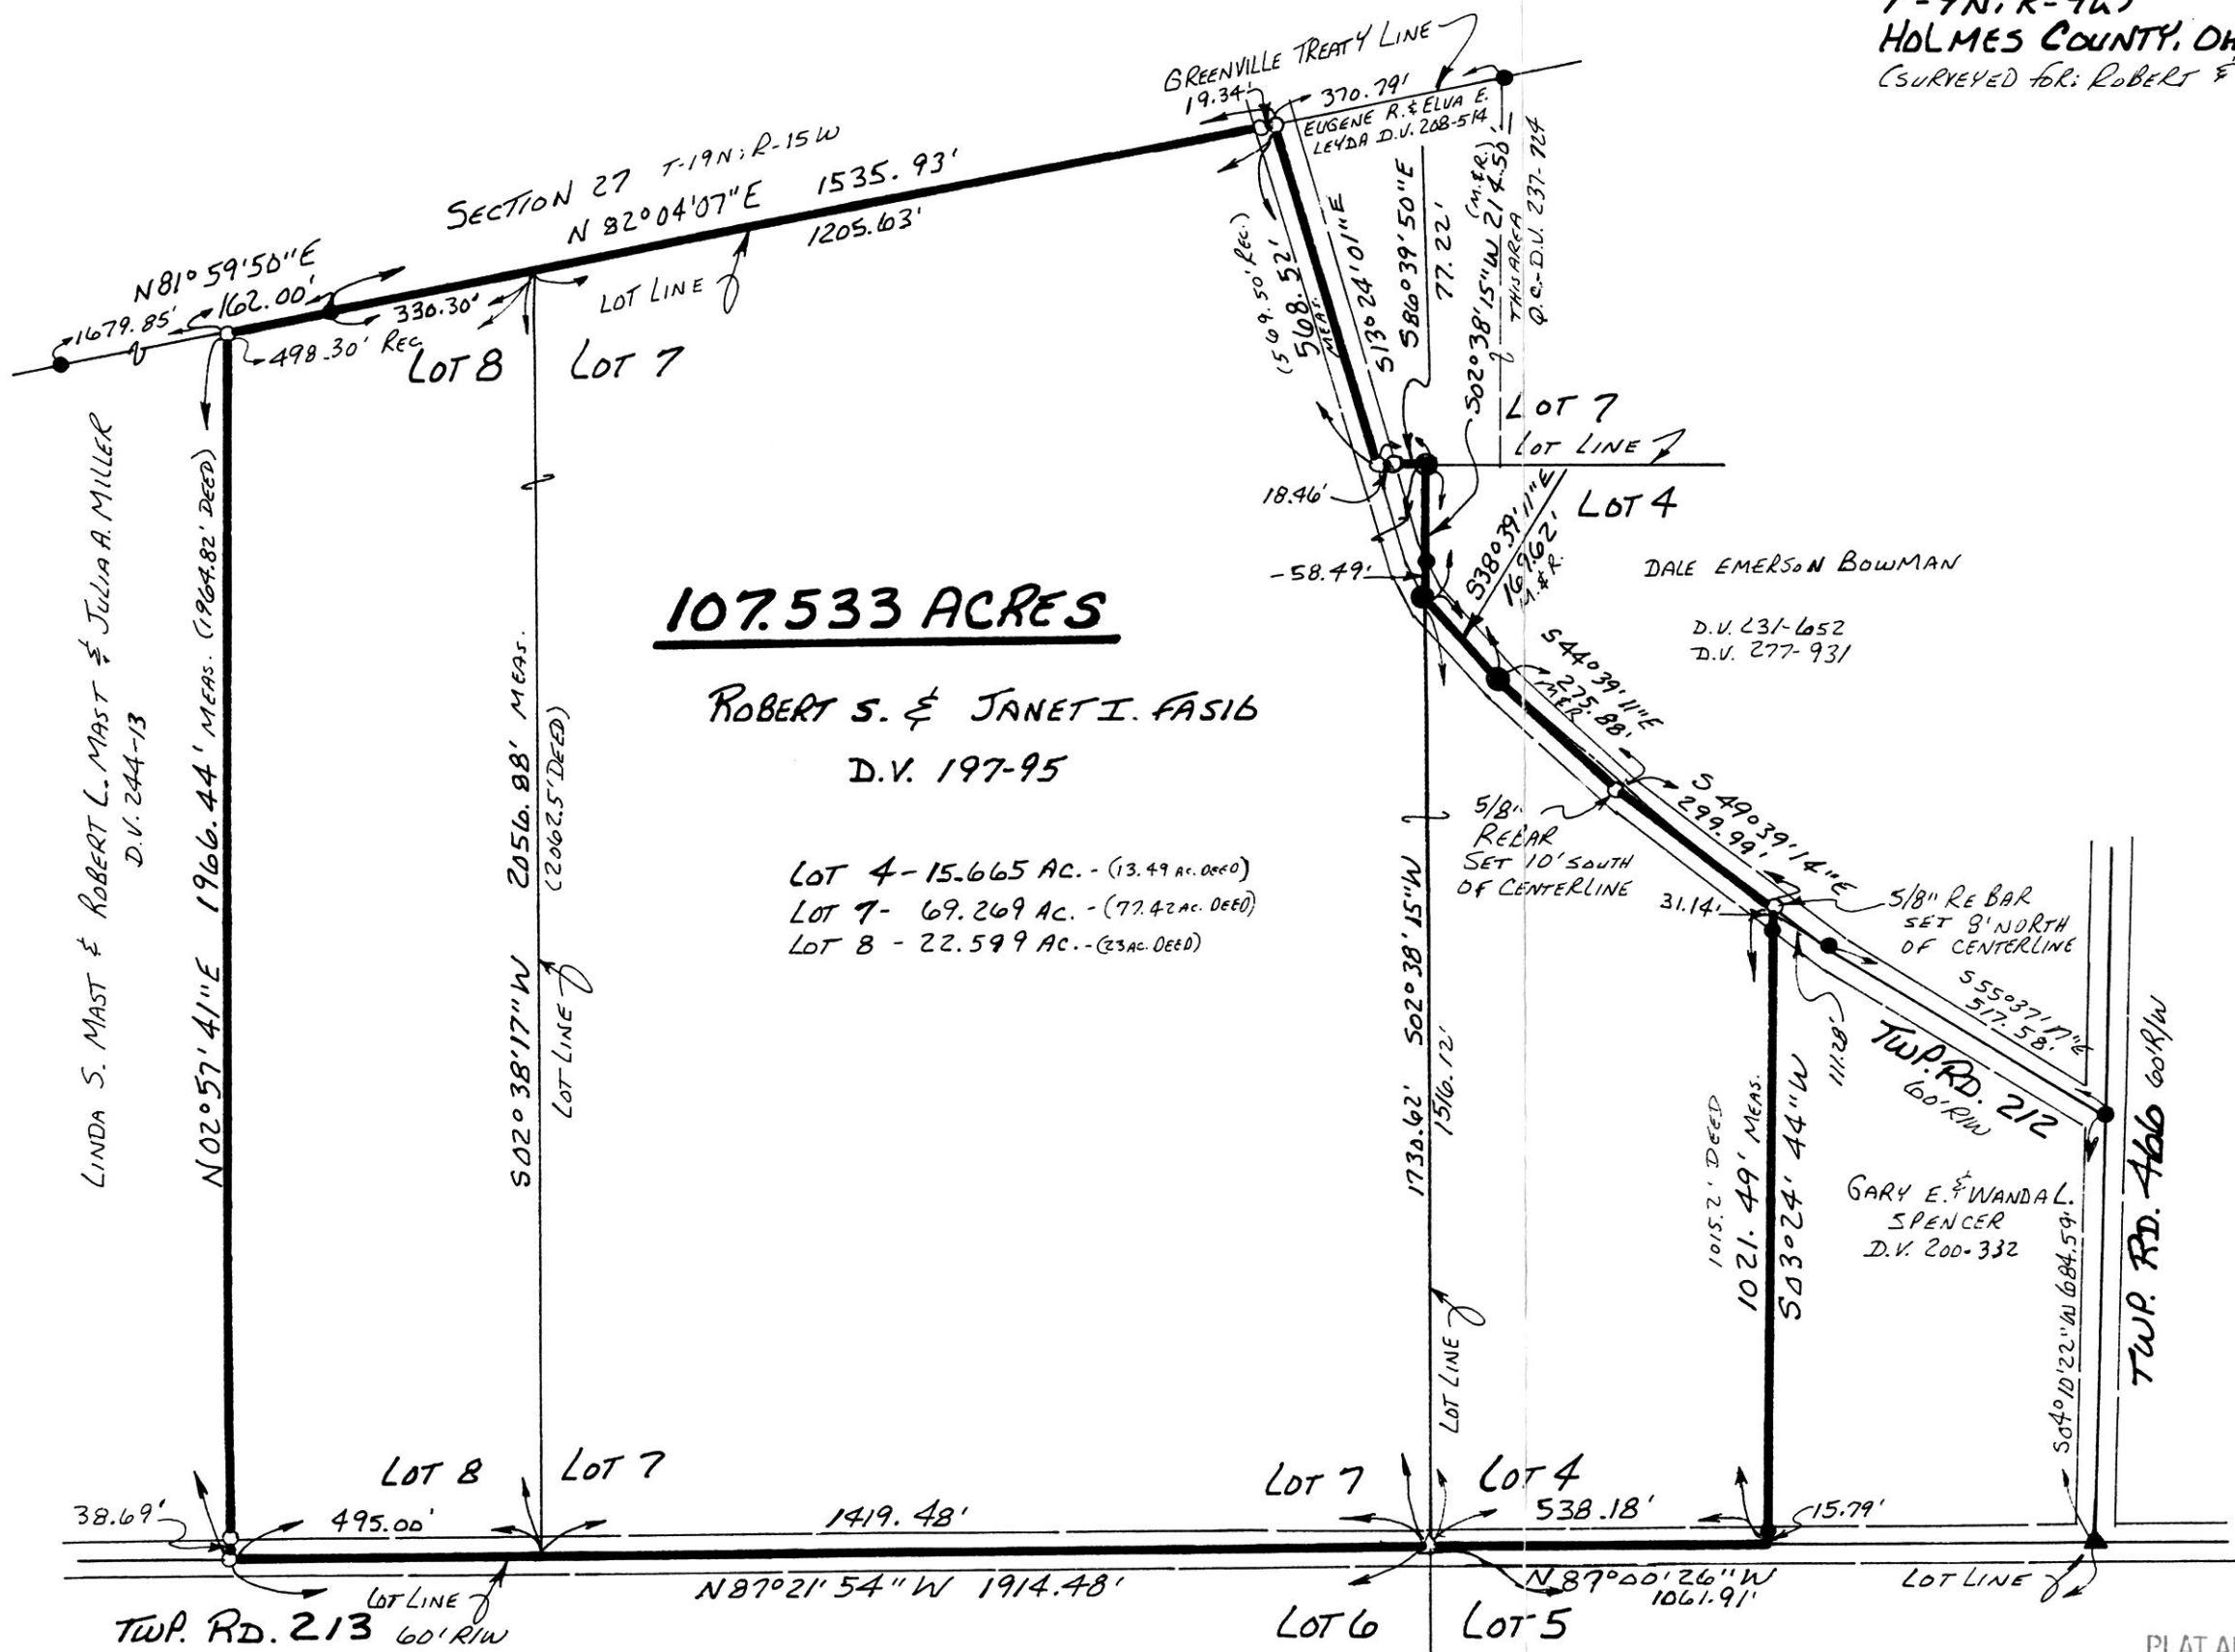 HOLMES COUNTY, OH
(SURVEYED FOR: ROBERT &
GREENVILLE TREATY LINE
19.34'
370.79'
EUGENE R. & ELVA E.
LEYDA D.V. 208-514
SECTION 27 T-19N; R-15W
N 82°04'07"E 1535.93'
1205.63'
LOT LINE
N81°59'50"E
162.00'
1679.85'
330.30'
498.30' REC.
LOT 8
LOT 7
(569.50' REC.)
568.52'
MEAS.
S13°24'01"E
S86°39'50"E
77.22'
S02°38'15"W 214.50'
(M.&R.)
THIS AREA
Q.C.-D.V. 237-724
LOT 7
LOT LINE
LOT 4
18.46'
58.49'
S38°39'11"E
169.62'
M.&R.
DALE EMERSON BOWMAN
D.V. 231-652
D.V. 277-931
LINDA S. MAST & ROBERT L. MAST & JULIA A. MILLER
D.V. 244-13
N02°57'41"E 1966.44' MEAS. (1964.82' DEED)
S02°38'17"W 2056.88' MEAS.
(2062.5' DEED)
LOT LINE
107.533 ACRES
ROBERT S. & JANET I. FASIG
D.V. 197-95
LOT 4 - 15.665 AC. - (13.49 AC. DEED)
LOT 7 - 69.269 AC. - (77.42 AC. DEED)
LOT 8 - 22.599 AC. - (23 AC. DEED)
S44°39'11"E
275.88'
M&R
5/8"
REBAR
SET 10' SOUTH
OF CENTERLINE
S 49°39'14"E
299.99'
31.14'
5/8" REBAR
SET 8' NORTH
OF CENTERLINE
111.28'
S55°37'17"E
517.58'
TWP. RD. 212
60' R/W
TWP. RD. 466 60' R/W
1730.62' S02°38'15"W
1516.12'
LOT LINE
1015.2' DEED
1021.49' MEAS.
S03°24'44"W
GARY E. & WANDA L.
SPENCER
D.V. 200-332
S04°10'22"W 684.59'
LOT 8
LOT 7
LOT 7
LOT 4
38.69'
495.00'
1419.48'
538.18'
15.79'
LOT LINE
N87°21'54"W 1914.48'
N 87°00'26"W
1061.91'
LOT LINE
TWP. RD. 213 60' R/W
LOT 6
LOT 5